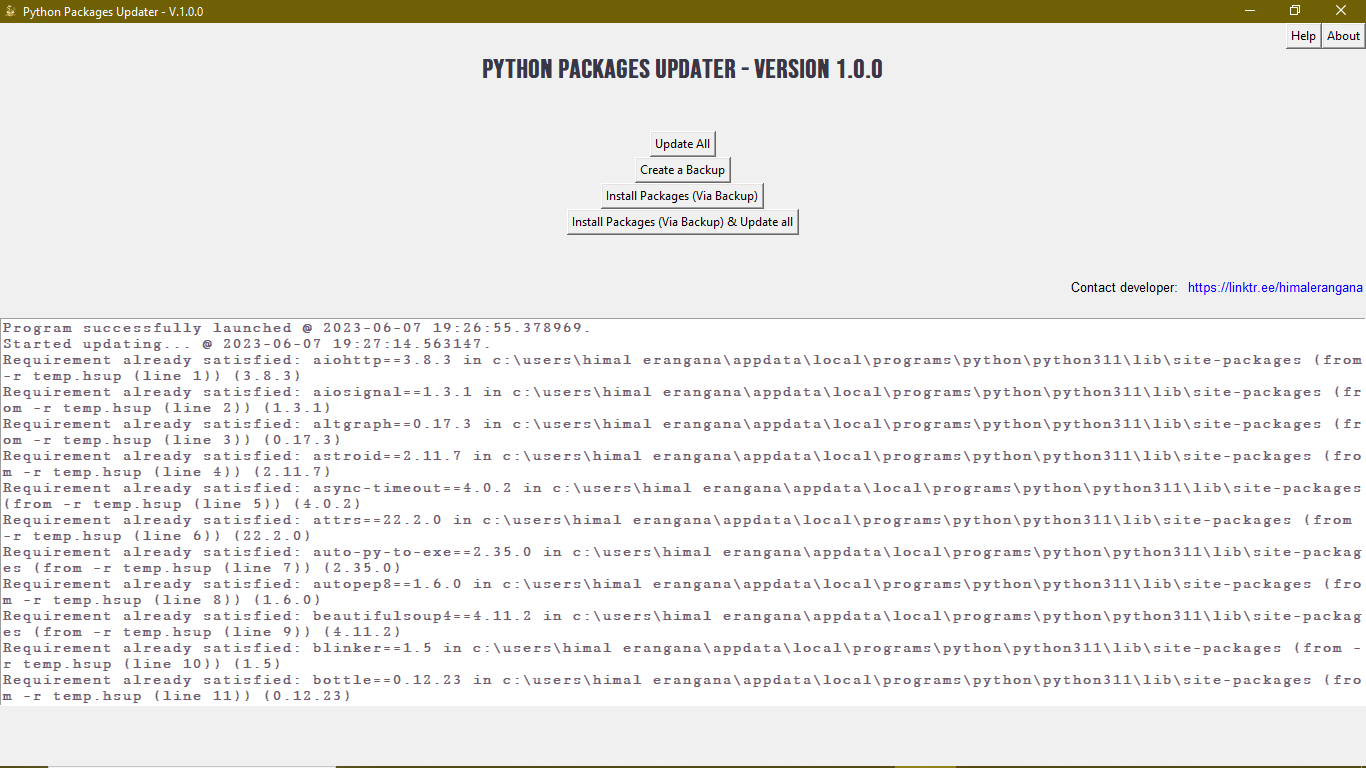 Python Packages Updater - V.1.0.0
Help About
PYTHON PACKAGES UPDATER - VERSION 1.0.0
Update All
Create a Backup
Install Packages (Via Backup)
Install Packages (Via Backup) & Update all
Contact developer: https://linktr.ee/himalerangana
Program successfully launched @ 2023-06-07 19:26:55.378969.
Started updating... @ 2023-06-07 19:27:14.563147.
Requirement already satisfied: aiohttp==3.8.3 in c:\users\himal erangana\appdata\local\programs\python\python311\lib\site-packages (from
-r temp.hsup (line 1)) (3.8.3)
Requirement already satisfied: aiosignal==1.3.1 in c:\users\himal erangana\appdata\local\programs\python\python311\lib\site-packages (fr
om -r temp.hsup (line 2)) (1.3.1)
Requirement already satisfied: altgraph==0.17.3 in c:\users\himal erangana\appdata\local\programs\python\python311\lib\site-packages (fr
om -r temp.hsup (line 3)) (0.17.3)
Requirement already satisfied: astroid==2.11.7 in c:\users\himal erangana\appdata\local\programs\python\python311\lib\site-packages (fro
m -r temp.hsup (line 4)) (2.11.7)
Requirement already satisfied: async-timeout==4.0.2 in c:\users\himal erangana\appdata\local\programs\python\python311\lib\site-packages
(from -r temp.hsup (line 5)) (4.0.2)
Requirement already satisfied: attrs==22.2.0 in c:\users\himal erangana\appdata\local\programs\python\python311\lib\site-packages (from
-r temp.hsup (line 6)) (22.2.0)
Requirement already satisfied: auto-py-to-exe==2.35.0 in c:\users\himal erangana\appdata\local\programs\python\python311\lib\site-packag
es (from -r temp.hsup (line 7)) (2.35.0)
Requirement already satisfied: autopep8==1.6.0 in c:\users\himal erangana\appdata\local\programs\python\python311\lib\site-packages (fro
m -r temp.hsup (line 8)) (1.6.0)
Requirement already satisfied: beautifulsoup4==4.11.2 in c:\users\himal erangana\appdata\local\programs\python\python311\lib\site-packag
es (from -r temp.hsup (line 9)) (4.11.2)
Requirement already satisfied: blinker==1.5 in c:\users\himal erangana\appdata\local\programs\python\python311\lib\site-packages (from -
r temp.hsup (line 10)) (1.5)
Requirement already satisfied: bottle==0.12.23 in c:\users\himal erangana\appdata\local\programs\python\python311\lib\site-packages (fro
m -r temp.hsup (line 11)) (0.12.23)